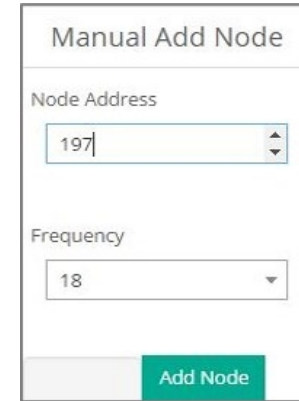 Manual Add Node
Node Address
197
Frequency
18
Add Node